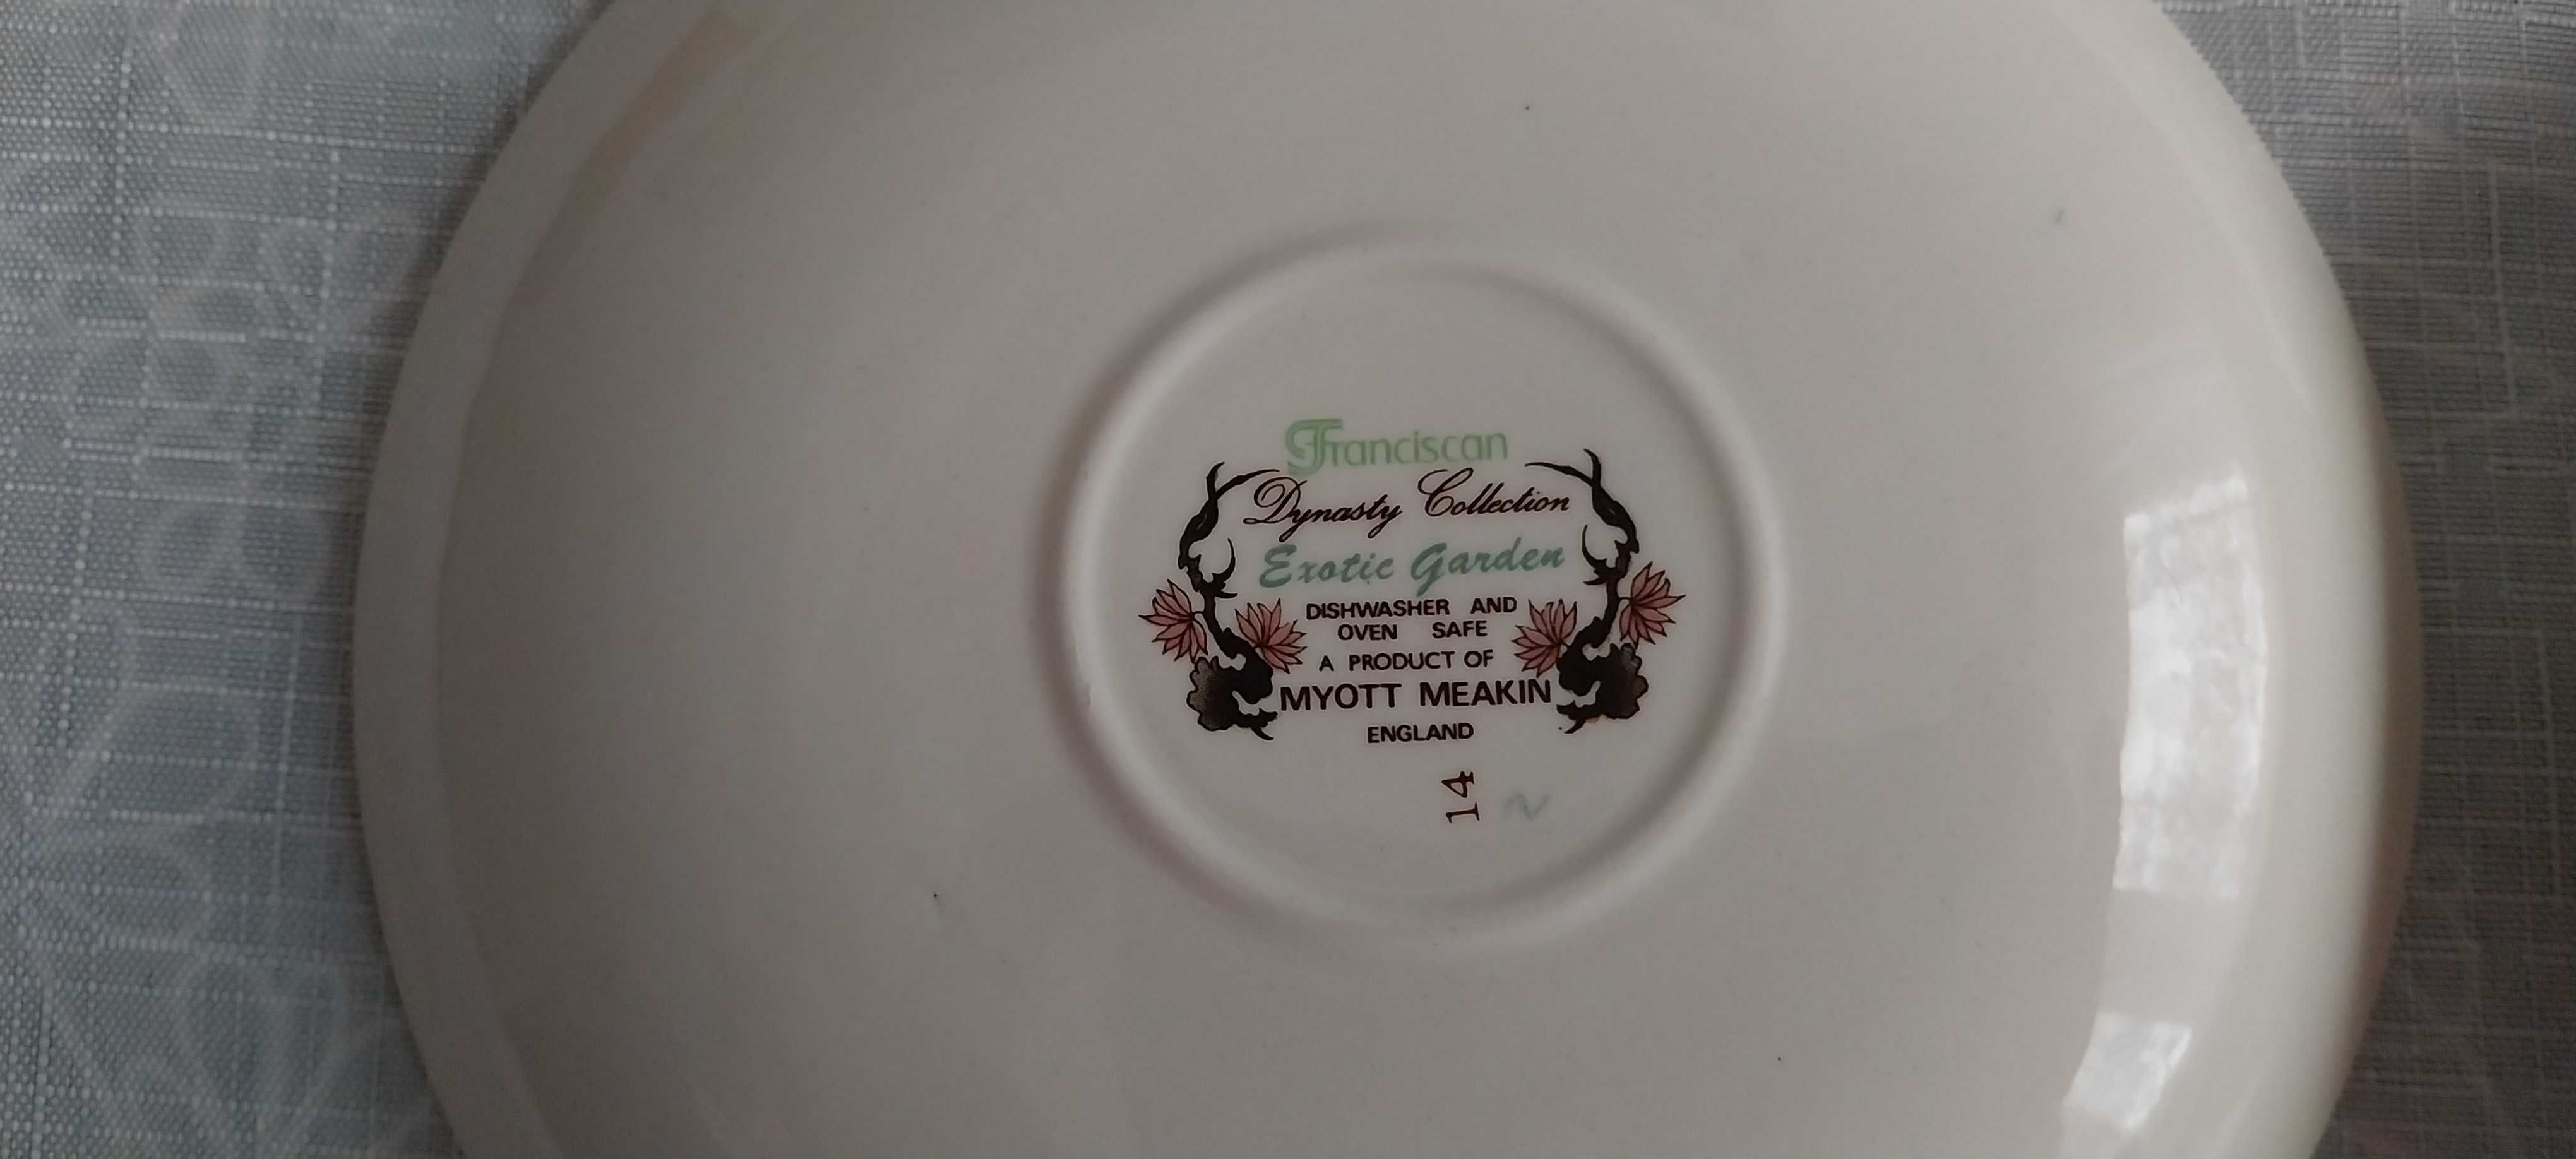 Franciscan
Dynasty Collection
Exotic Garden
DISHWASHER AND
OVEN SAFE
A PRODUCT OF
MYOTT MEAKIN
ENGLAND
14